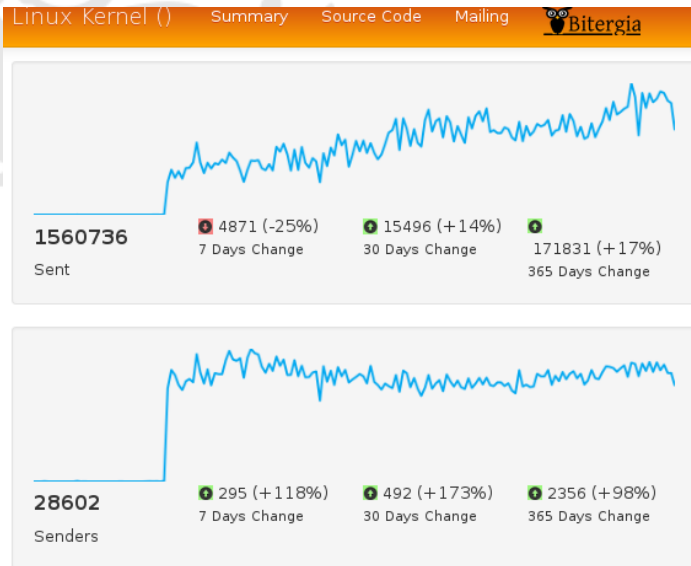 Linux Kernel () Summary Source Code Mailing Bitergia
1560736
Sent
4871 (-25%)
7 Days Change
15496 (+14%)
30 Days Change
171831 (+17%)
365 Days Change
28602
Senders
295 (+118%)
7 Days Change
492 (+173%)
30 Days Change
2356 (+98%)
365 Days Change